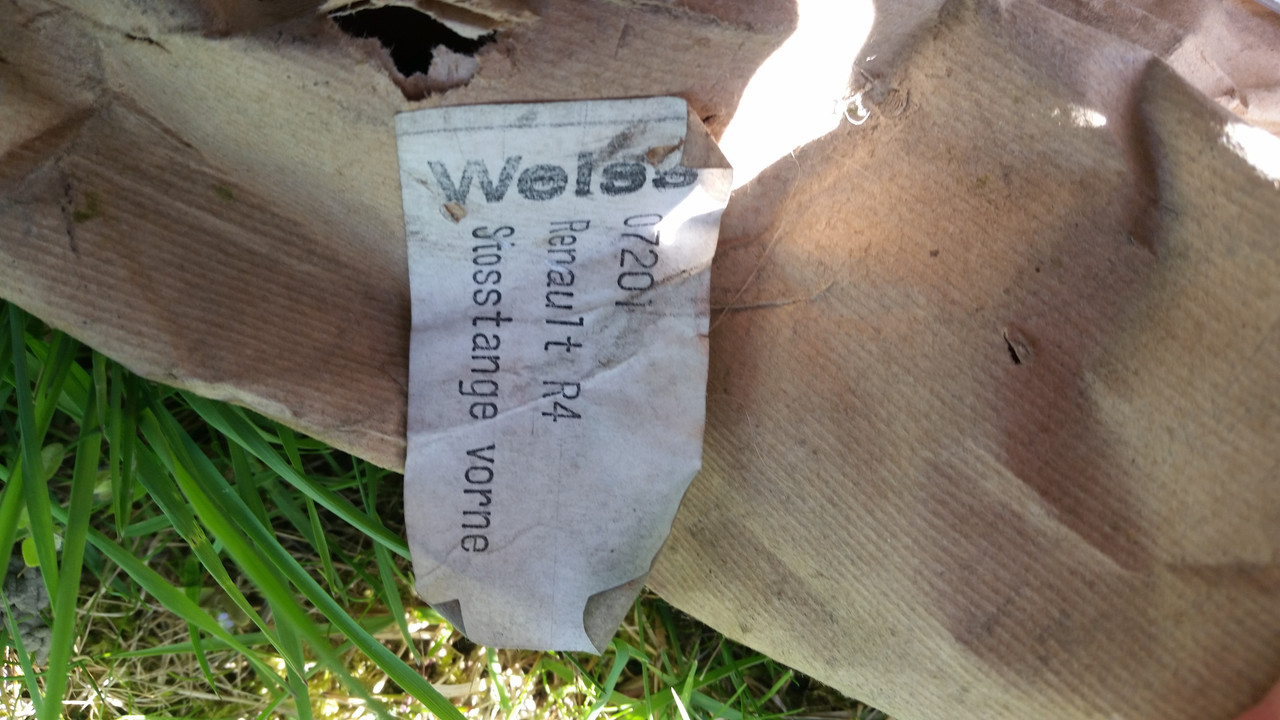 Weiss
07201
Renault R4
Stosstange vorne